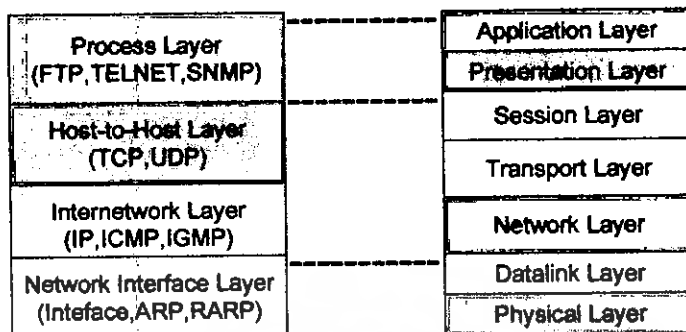 Process Layer
(FTP,TELNET,SNMP)
Host-to-Host Layer
(TCP,UDP)
Internetwork Layer
(IP,ICMP,IGMP)
Network Interface Layer
(Inteface,ARP,RARP)
Application Layer
Presentation Layer
Session Layer
Transport Layer
Network Layer
Datalink Layer
Physical Layer